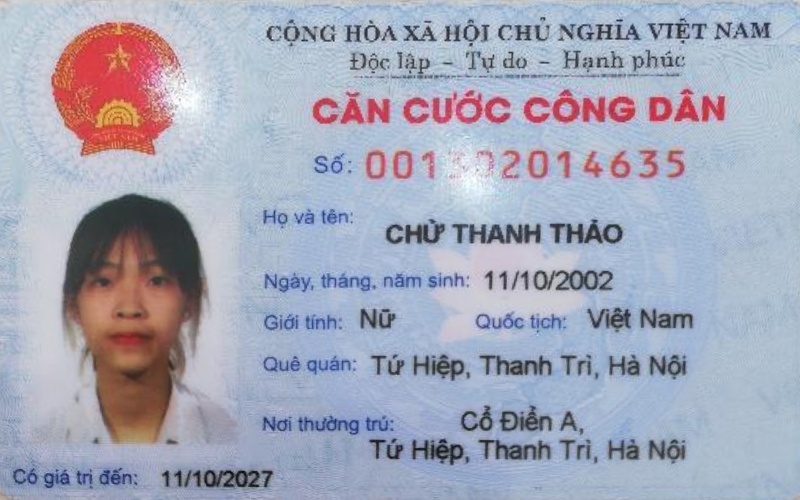 CỘNG HÒA XÃ HỘI CHỦ NGHĨA VIỆT NAM
Độc lập - Tự do - Hạnh phúc
CĂN CƯỚC CÔNG DÂN
Số: 001302014635
Họ và tên: CHỬ THANH THẢO
Ngày, tháng, năm sinh: 11/10/2002
Giới tính: Nữ Quốc tịch: Việt Nam
Quê quán: Tứ Hiệp, Thanh Trì, Hà Nội
Nơi thường trú: Cổ Điển A,
Tứ Hiệp, Thanh Trì, Hà Nội
Có giá trị đến: 11/10/2027